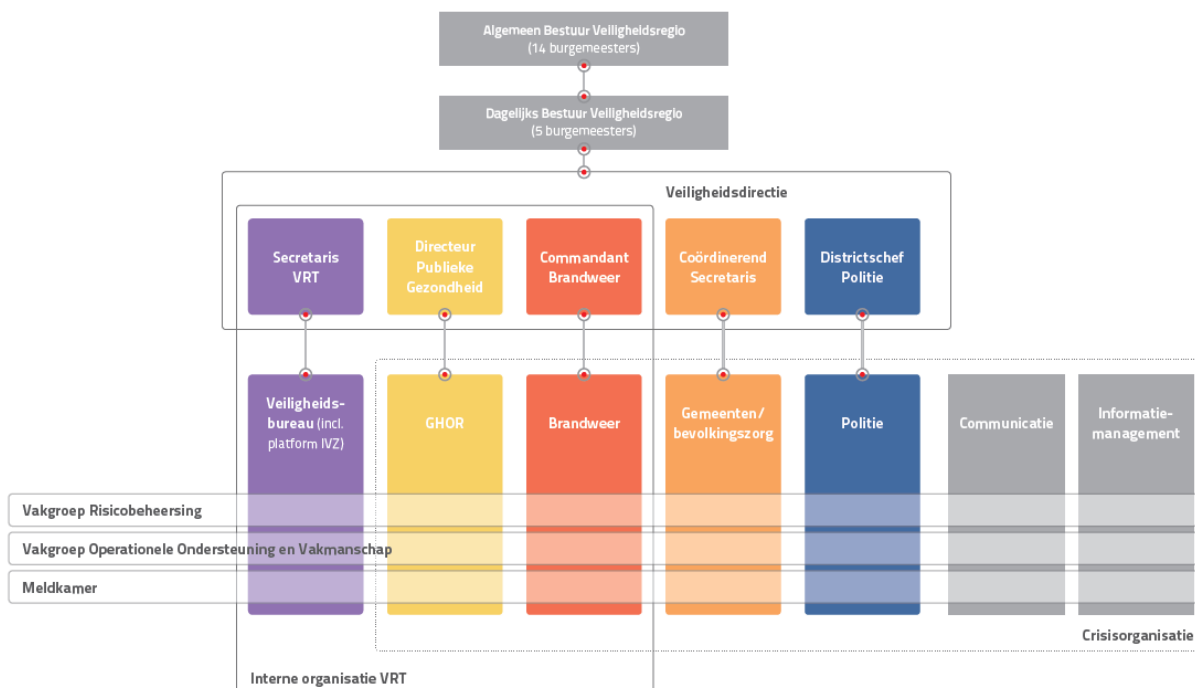 Algemeen Bestuur Veiligheidsregio
(14 burgemeesters)
Dagelijks Bestuur Veiligheidsregio
(5 burgemeesters)
Veiligheidsdirectie
Secretaris
VRT
Directeur
Publieke
Gezondheid
Commandant
Brandweer
Coördinerend
Secretaris
Districtschef
Politie
Veiligheids-
bureau (incl.
platform IVZ)
GHOR
Brandweer
Gemeenten/
bevolkingszorg
Politie
Communicatie
Informatie-
management
Vakgroep Risicobeheersing
Vakgroep Operationele Ondersteuning en Vakmanschap
Meldkamer
Crisisorganisatie
Interne organisatie VRT